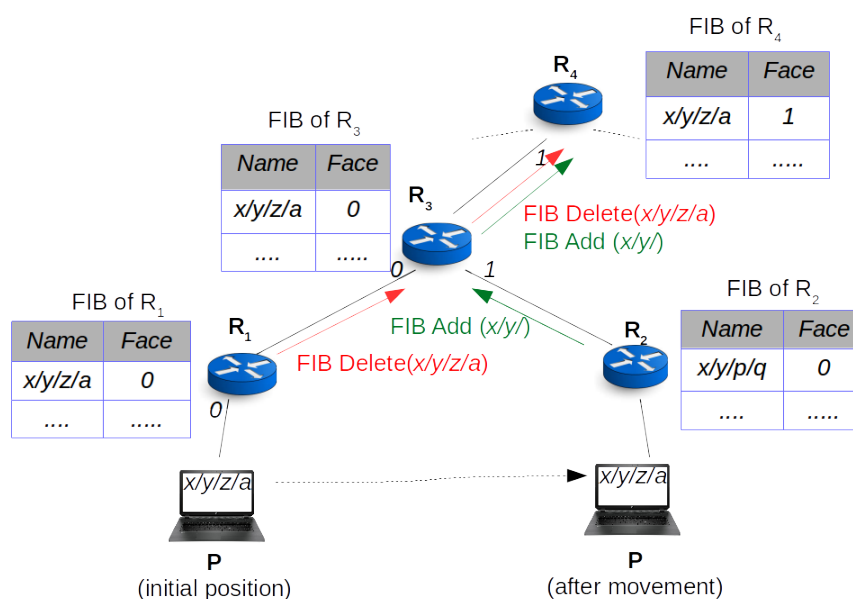 FIB of R4
Name Face
x/y/z/a 1
.... .....
R4
1
FIB of R3
Name Face
x/y/z/a 0
.... .....
R3
FIB Delete(x/y/z/a)
FIB Add (x/y/)
0 1
FIB of R1
Name Face
x/y/z/a 0
.... .....
R1
0
FIB Add (x/y/)
FIB Delete(x/y/z/a)
FIB of R2
Name Face
x/y/p/q 0
.... .....
R2
x/y/z/a
P
(initial position)
x/y/z/a
P
(after movement)